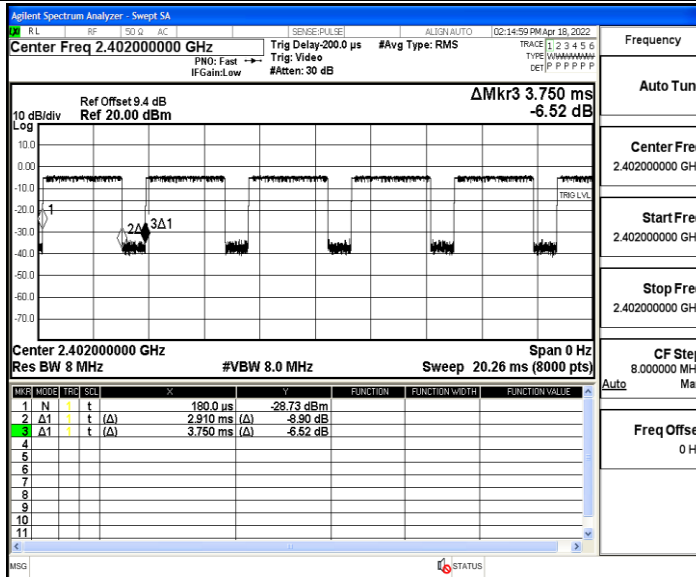 Agilent Spectrum Analyzer - Swept SA
RL RF 50 Ω AC SENSE:PULSE ALIGN AUTO 02:14:59 PM Apr 18, 2022
Center Freq 2.402000000 GHz
PNO: Fast
IFGain:Low
Trig Delay-200.0 µs
Trig: Video
#Atten: 30 dB
#Avg Type: RMS
TRACE 1 2 3 4 5 6
TYPE
DET P P P P P P
Ref Offset 9.4 dB
10 dB/div Ref 20.00 dBm
Log
ΔMkr3 3.750 ms
-6.52 dB
10.0
0.00
-10.0
-20.0
-30.0
-40.0
-50.0
-60.0
-70.0
TRIG LVL
1
2Δ
3Δ1
Center 2.402000000 GHz Span 0 Hz
Res BW 8 MHz #VBW 8.0 MHz Sweep 20.26 ms (8000 pts)
MKR MODE TRC SCL X Y FUNCTION FUNCTION WIDTH FUNCTION VALUE
1 N 1 t 180.0 µs -28.73 dBm
2 Δ1 1 t (Δ) 2.910 ms (Δ) -8.90 dB
3 Δ1 1 t (Δ) 3.750 ms (Δ) -6.52 dB
4
5
6
7
8
9
10
11
MSG STATUS
Frequency
Auto Tun
Center Fre
2.402000000 GH
Start Fre
2.402000000 GH
Stop Fre
2.402000000 GH
CF Step
8.000000 MH
Auto Ma
Freq Offse
0 H